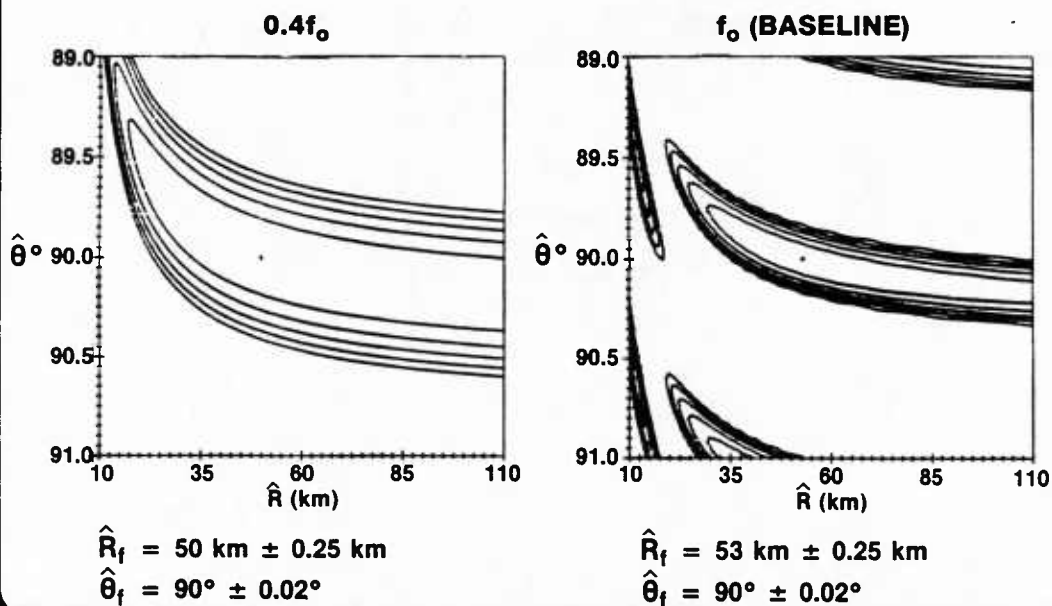 0.4fₒ
89.0
89.5
θ̂° 90.0
90.5
91.0
10 35 60 85 110
R̂ (km)
R̂f = 50 km ± 0.25 km
θ̂f = 90° ± 0.02°
fₒ (BASELINE)
89.0
89.5
θ̂° 90.0
90.5
91.0
10 35 60 85 110
R̂ (km)
R̂f = 53 km ± 0.25 km
θ̂f = 90° ± 0.02°